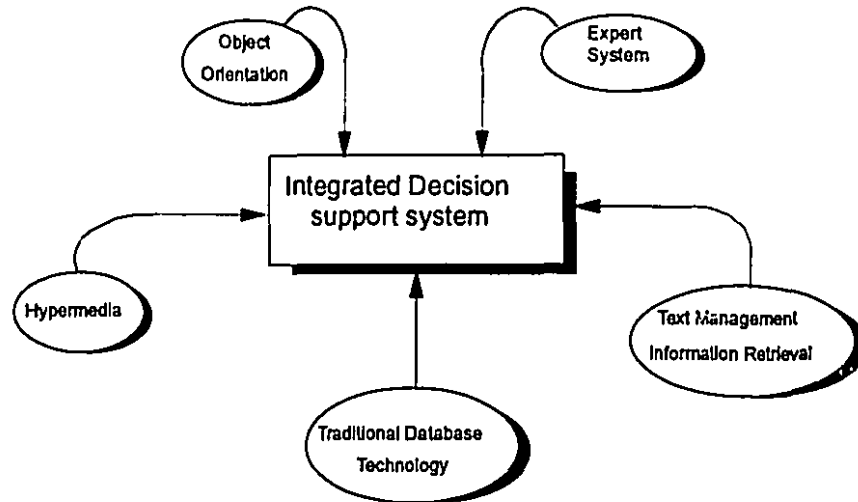 Object
Orientation
Expert
System
Integrated Decision
support system
Hypermedia
Text Management
Information Retrieval
Traditional Database
Technology